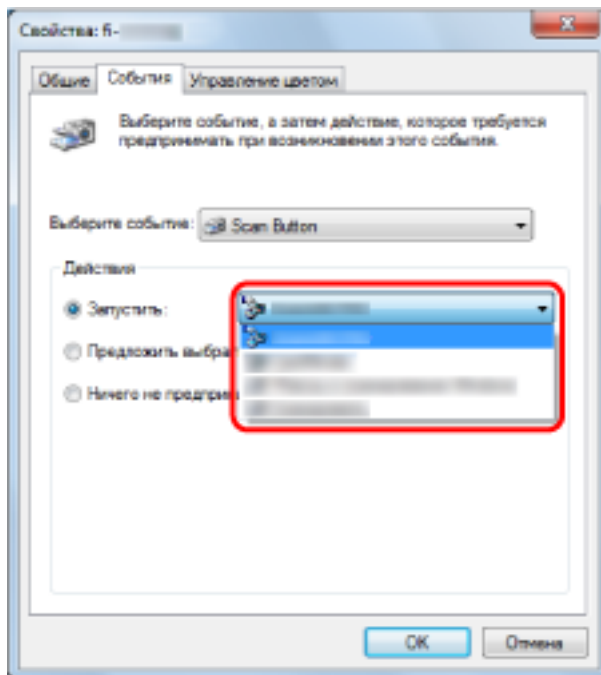 Свойства: fi-
Общие
События
Управление цветом
Выберите событие, а затем действие, которое требуется
предпринимать при возникновении этого события.
Выберите событие: Scan Button
Действия
Запустить:
Предложить выбрат
Ничего не предприн
OK
Отмена